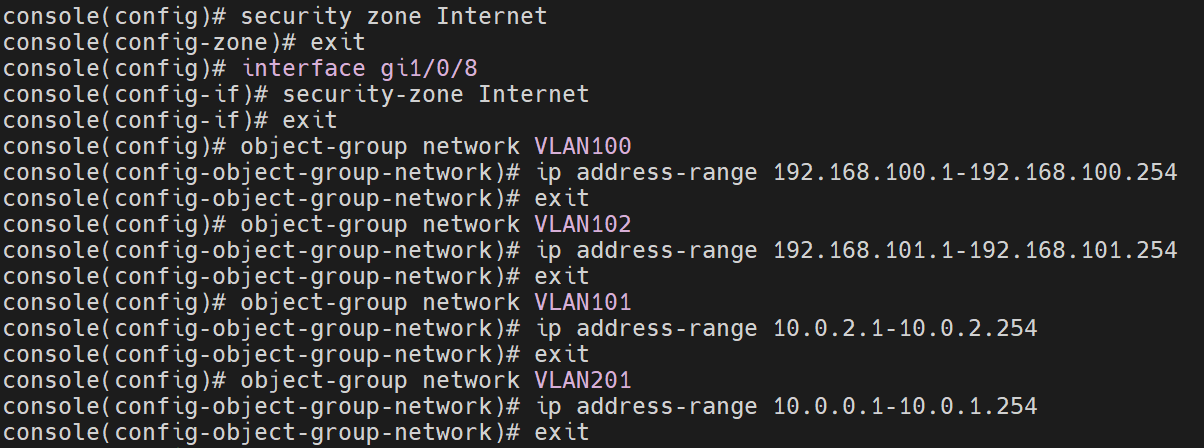 console(config)# security zone Internet
console(config-zone)# exit
console(config)# interface gi1/0/8
console(config-if)# security-zone Internet
console(config-if)# exit
console(config)# object-group network VLAN100
console(config-object-group-network)# ip address-range 192.168.100.1-192.168.100.254
console(config-object-group-network)# exit
console(config)# object-group network VLAN102
console(config-object-group-network)# ip address-range 192.168.101.1-192.168.101.254
console(config-object-group-network)# exit
console(config)# object-group network VLAN101
console(config-object-group-network)# ip address-range 10.0.2.1-10.0.2.254
console(config-object-group-network)# exit
console(config)# object-group network VLAN201
console(config-object-group-network)# ip address-range 10.0.0.1-10.0.1.254
console(config-object-group-network)# exit